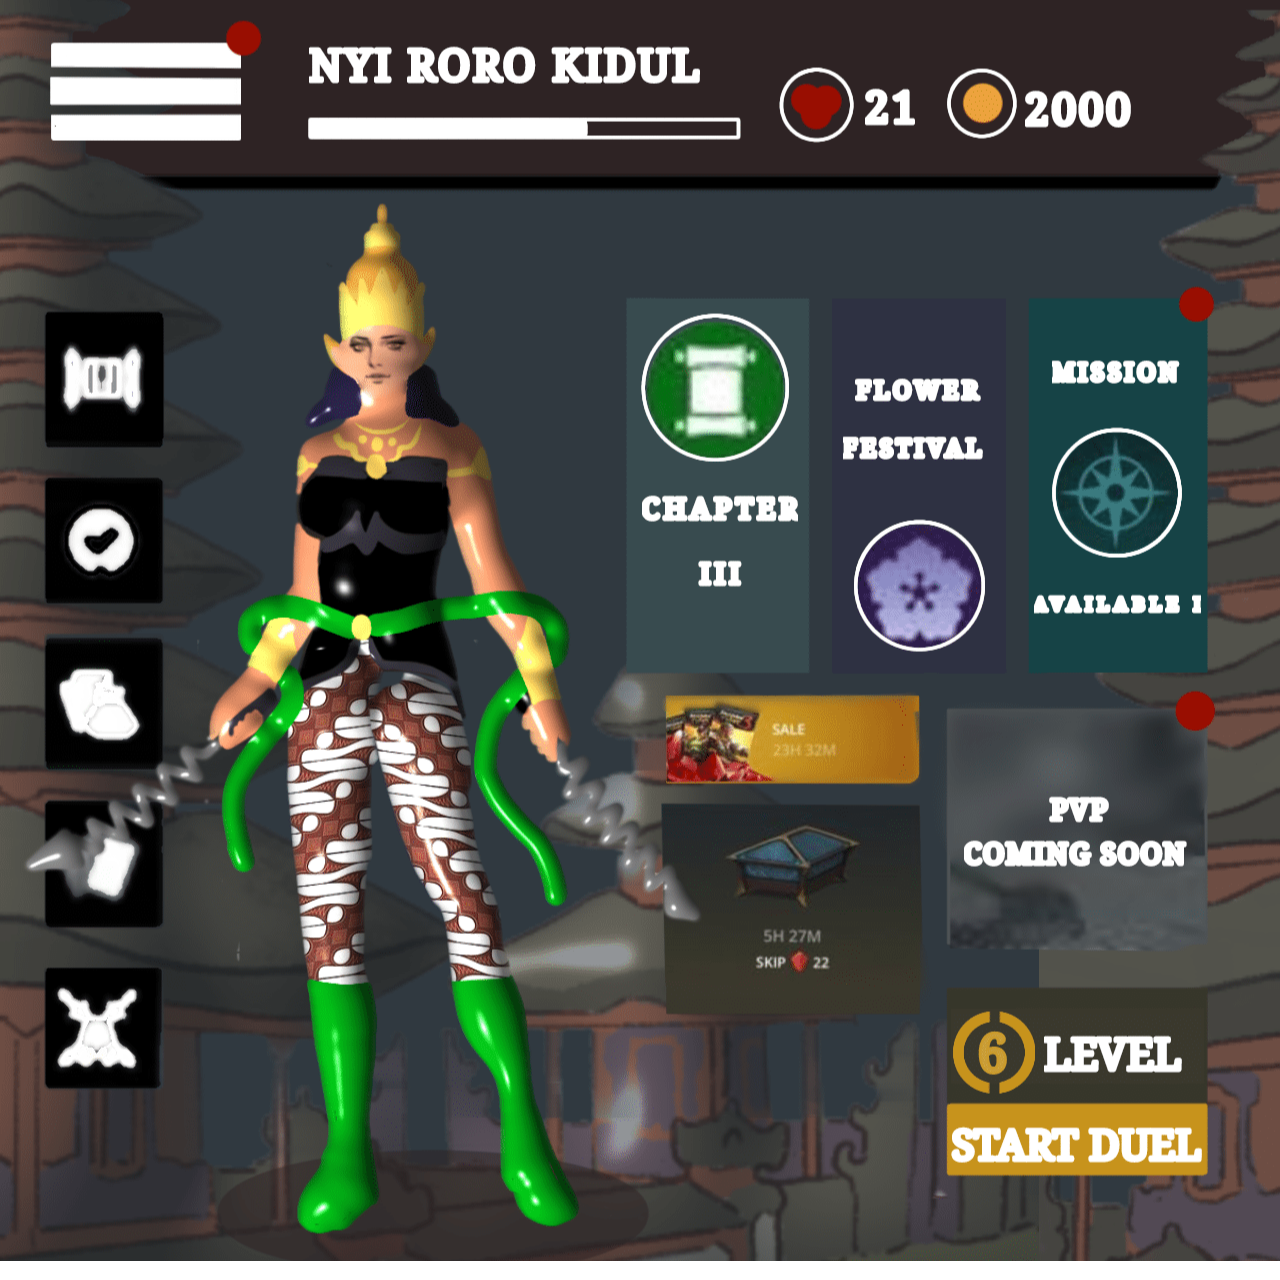 NYI RORO KIDUL
21
2000
CHAPTER
III
FLOWER
FESTIVAL
MISSION
AVAILABLE 1
SALE
23H 32M
5H 27M
SKIP 22
PVP
COMING SOON
6 LEVEL
START DUEL